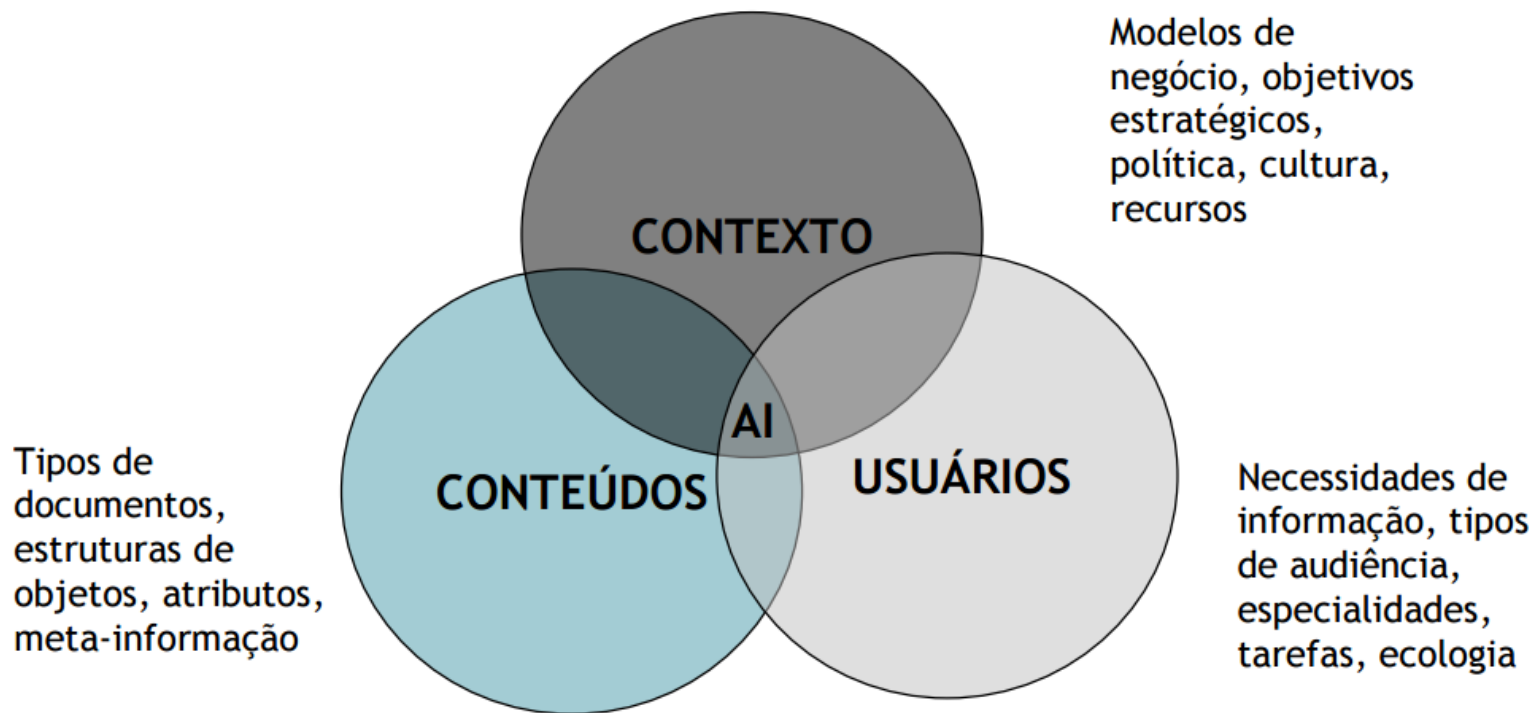 Modelos de
negócio, objetivos
estratégicos,
política, cultura,
recursos
CONTEXTO
AI
CONTEÚDOS
USUÁRIOS
Tipos de
documentos,
estruturas de
objetos, atributos,
meta-informação
Necessidades de
informação, tipos
de audiência,
especialidades,
tarefas, ecologia